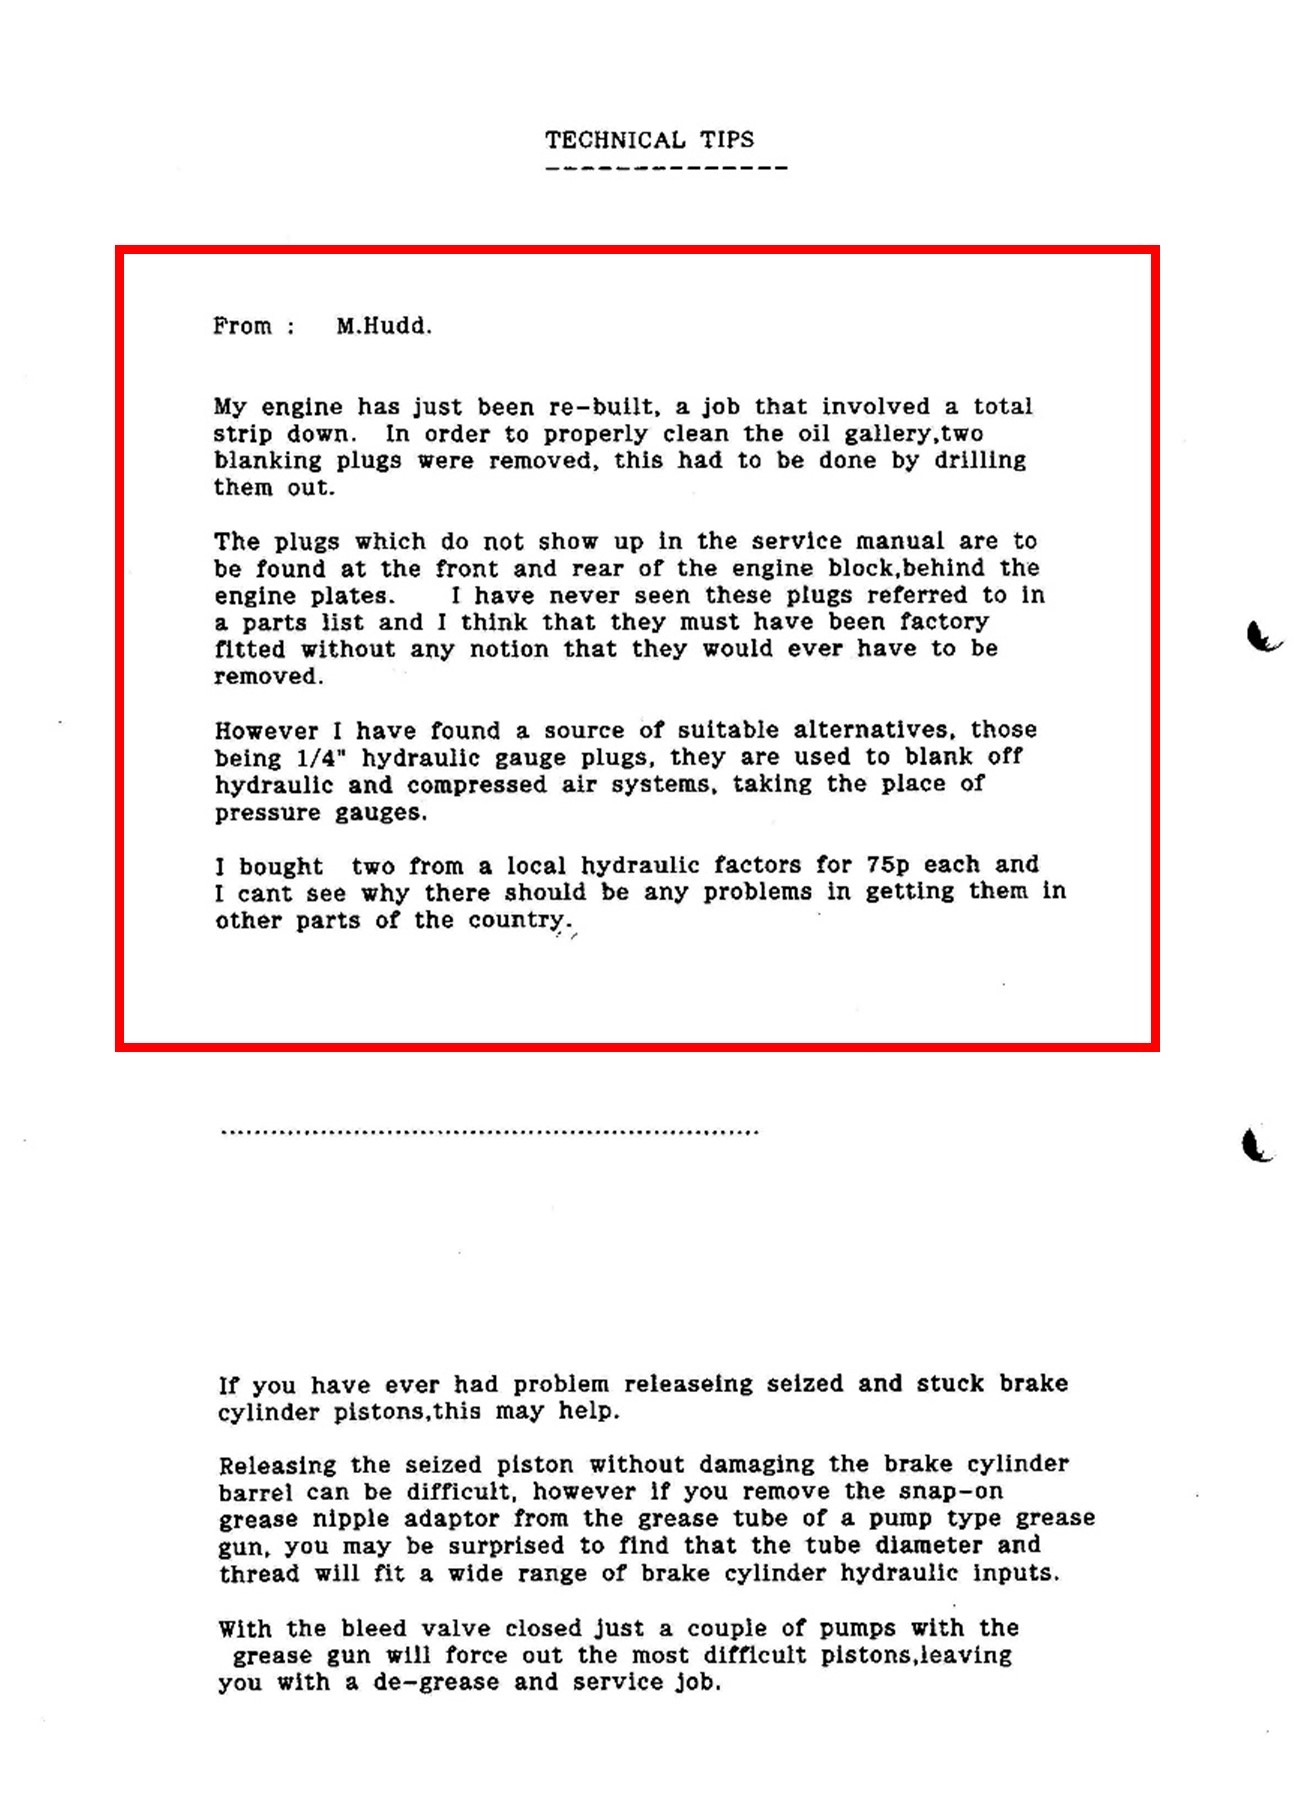 TECHNICAL TIPS
---------------
From :   M.Hudd.
My engine has just been re-built, a job that involved a total
strip down.  In order to properly clean the oil gallery,two
blanking plugs were removed, this had to be done by drilling
them out.
The plugs which do not show up in the service manual are to
be found at the front and rear of the engine block,behind the
engine plates.    I have never seen these plugs referred to in
a parts list and I think that they must have been factory
fitted without any notion that they would ever have to be
removed.
However I have found a source of suitable alternatives, those
being 1/4" hydraulic gauge plugs, they are used to blank off
hydraulic and compressed air systems, taking the place of
pressure gauges.
I bought  two from a local hydraulic factors for 75p each and
I cant see why there should be any problems in getting them in
other parts of the country.
..............................................................
If you have ever had problem releaseing seized and stuck brake
cylinder pistons,this may help.
Releasing the seized piston without damaging the brake cylinder
barrel can be difficult, however if you remove the snap-on
grease nipple adaptor from the grease tube of a pump type grease
gun, you may be surprised to find that the tube diameter and
thread will fit a wide range of brake cylinder hydraulic inputs.
With the bleed valve closed just a couple of pumps with the
grease gun will force out the most difficult pistons,leaving
you with a de-grease and service job.